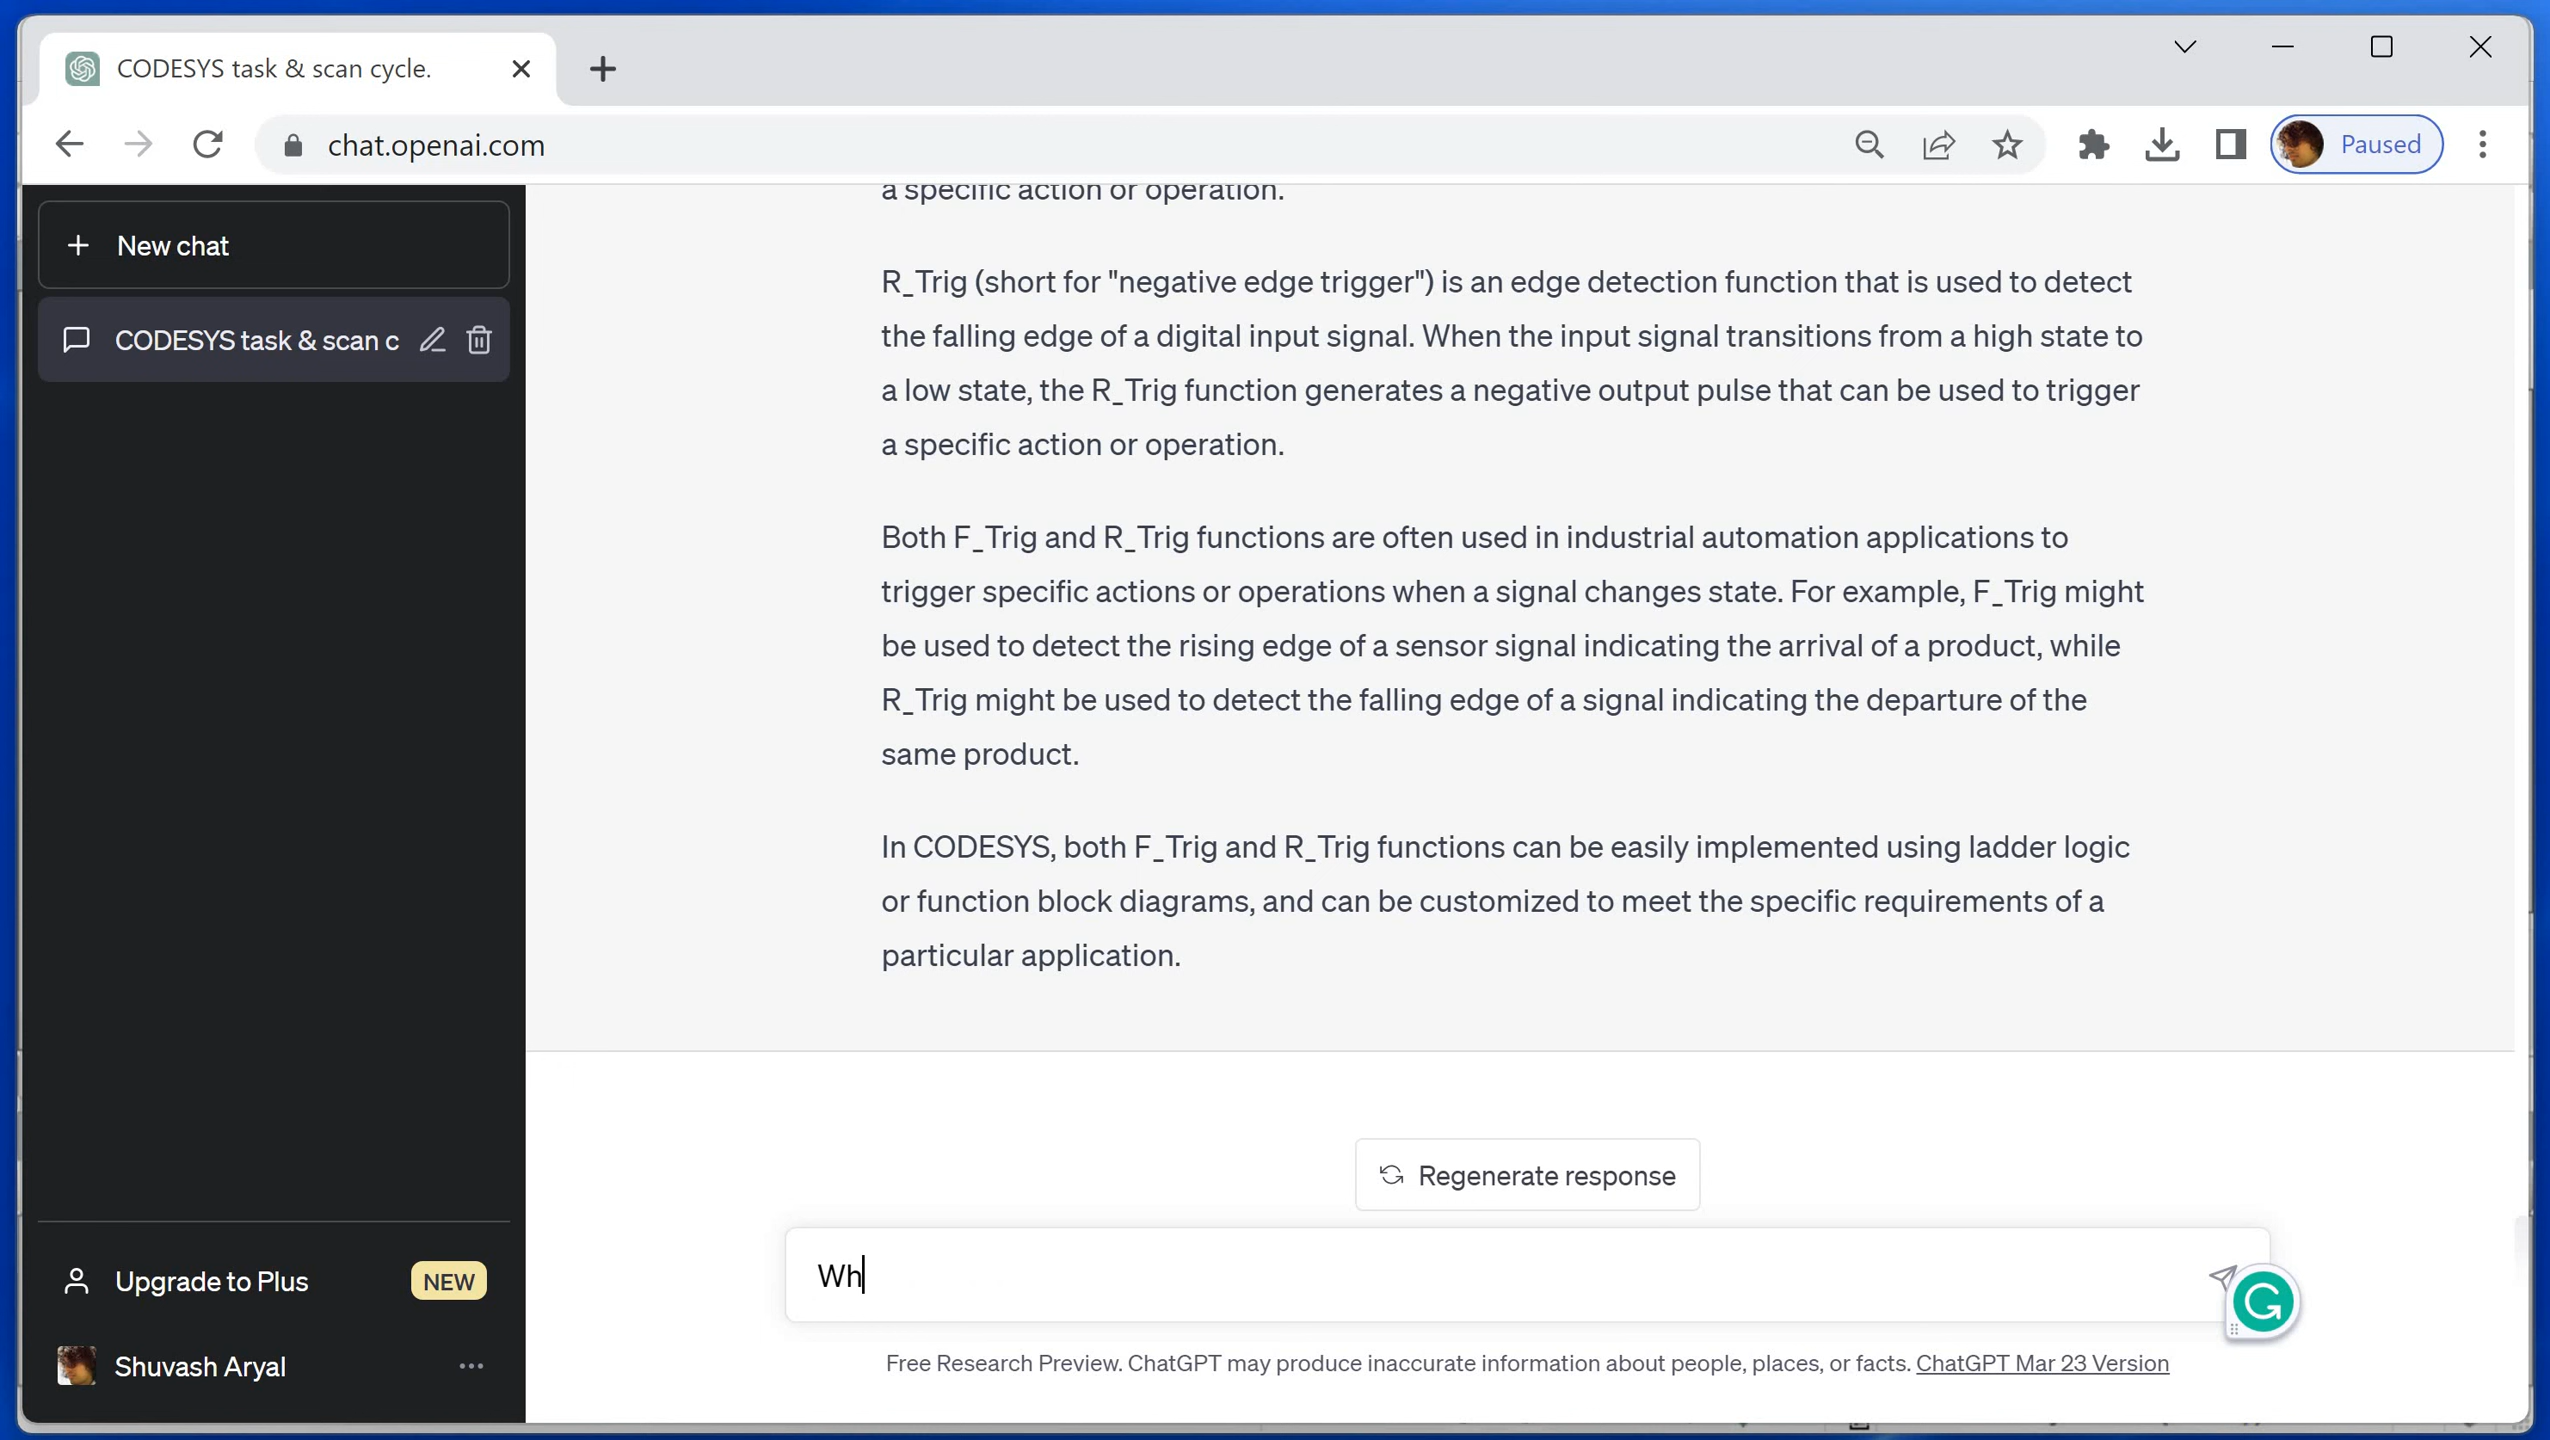 CODESYS task & scan cycle.
chat.openai.com
Paused
New chat
CODESYS task & scan c
a specific action or operation.
R_Trig (short for "negative edge trigger") is an edge detection function that is used to detect
the falling edge of a digital input signal. When the input signal transitions from a high state to
a low state, the R_Trig function generates a negative output pulse that can be used to trigger
a specific action or operation.
Both F_Trig and R_Trig functions are often used in industrial automation applications to
trigger specific actions or operations when a signal changes state. For example, F_Trig might
be used to detect the rising edge of a sensor signal indicating the arrival of a product, while
R_Trig might be used to detect the falling edge of a signal indicating the departure of the
same product.
In CODESYS, both F_Trig and R_Trig functions can be easily implemented using ladder logic
or function block diagrams, and can be customized to meet the specific requirements of a
particular application.
Regenerate response
Wh
Upgrade to Plus NEW
Shuvash Aryal
Free Research Preview. ChatGPT may produce inaccurate information about people, places, or facts. ChatGPT Mar 23 Version